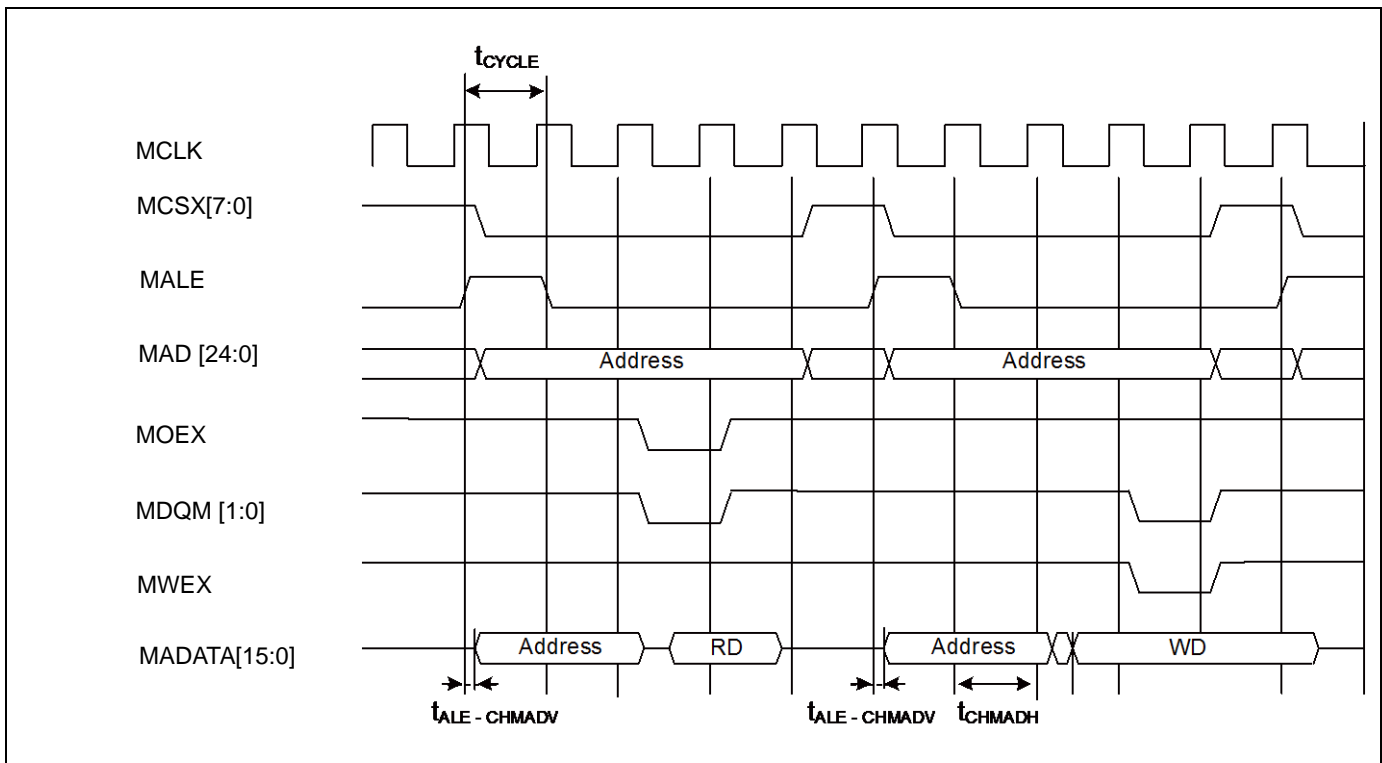 tCYCLE
MCLK
MCSX[7:0]
MALE
MAD [24:0]
Address
Address
MOEX
MDQM [1:0]
MWEX
MADATA[15:0]
Address
RD
Address
WD
tALE - CHMADV
tALE - CHMADV
tCHMADH